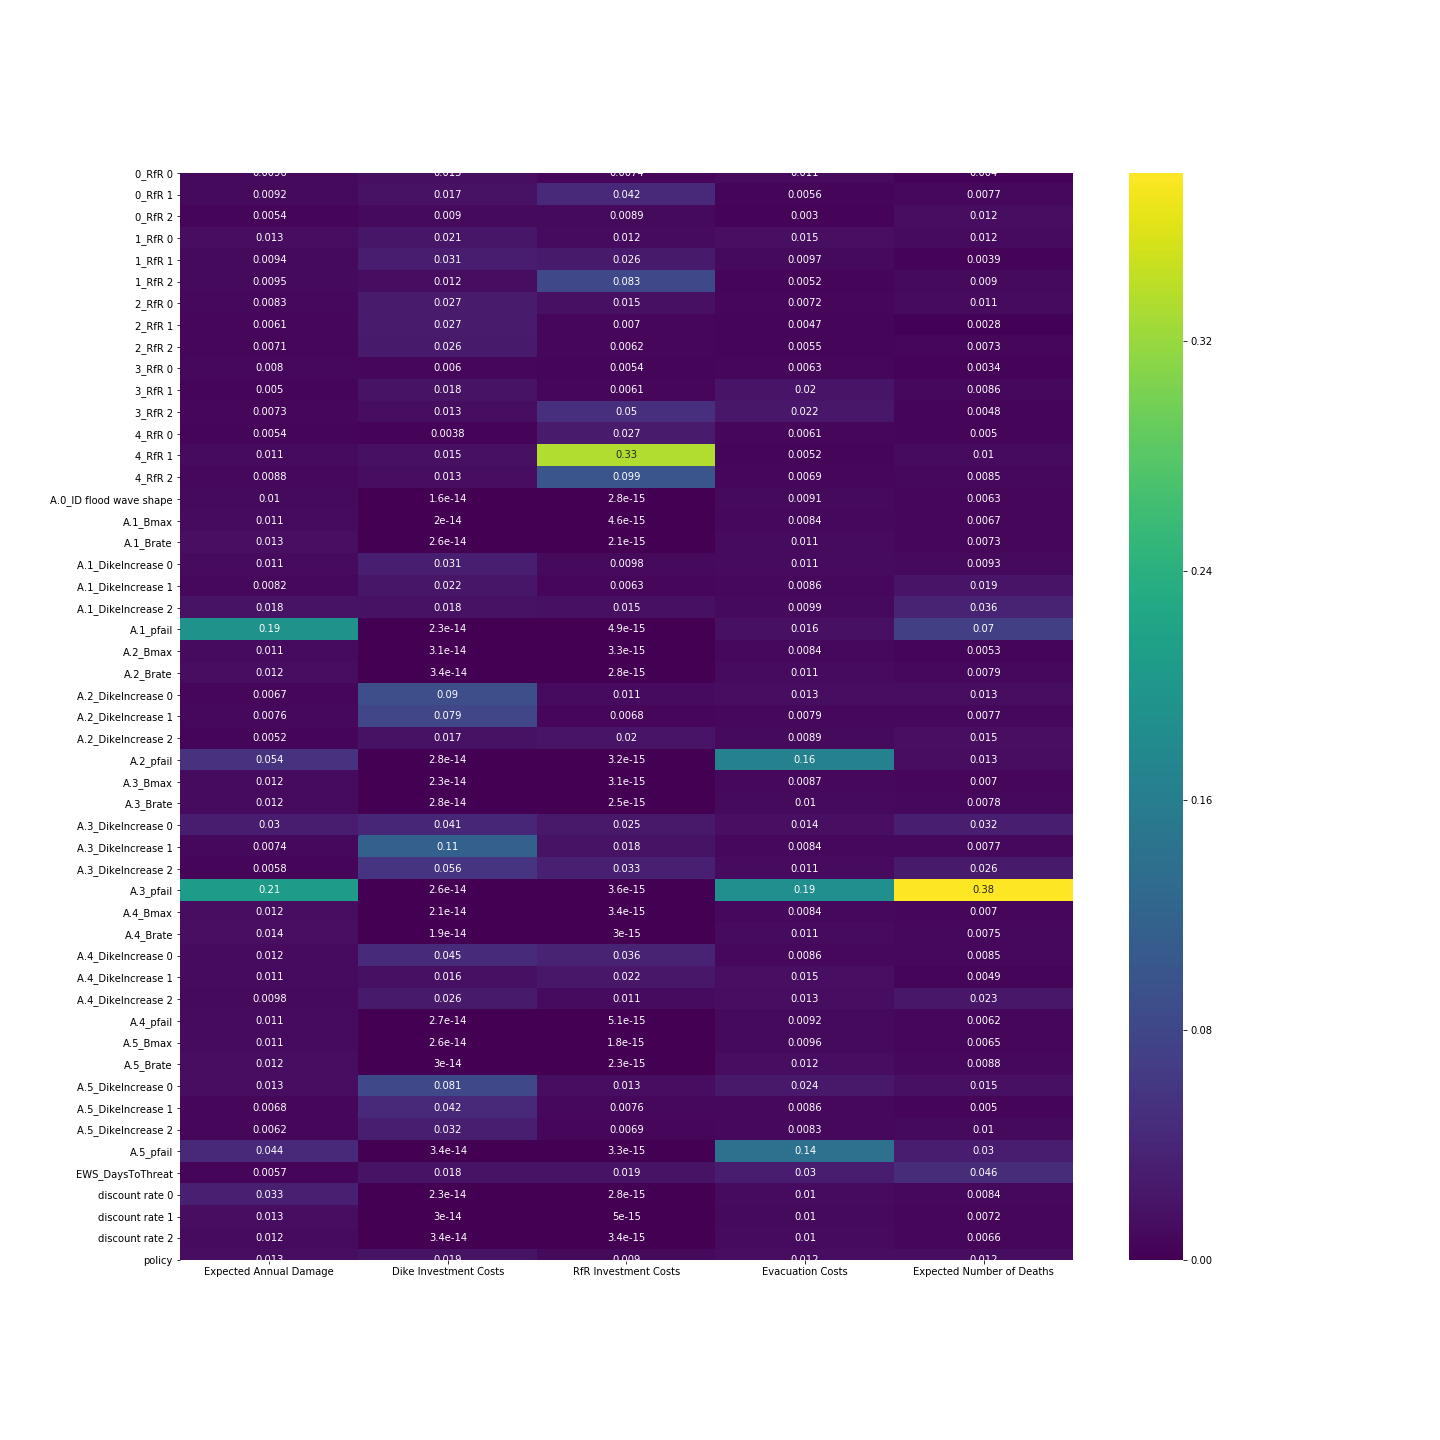 0_RfR 0
0_RfR 1 0.0092 0.017 0.042 0.0056 0.0077
0_RfR 2 0.0054 0.009 0.0089 0.003 0.012
1_RfR 0 0.013 0.021 0.012 0.015 0.012
1_RfR 1 0.0094 0.031 0.026 0.0097 0.0039
1_RfR 2 0.0095 0.012 0.083 0.0052 0.009
2_RfR 0 0.0083 0.027 0.015 0.0072 0.011
2_RfR 1 0.0061 0.027 0.007 0.0047 0.0028
2_RfR 2 0.0071 0.026 0.0062 0.0055 0.0073
0.32
3_RfR 0 0.008 0.006 0.0054 0.0063 0.0034
3_RfR 1 0.005 0.018 0.0061 0.02 0.0086
3_RfR 2 0.0073 0.013 0.05 0.022 0.0048
4_RfR 0 0.0054 0.0038 0.027 0.0061 0.005
4_RfR 1 0.011 0.015 0.33 0.0052 0.01
4_RfR 2 0.0088 0.013 0.099 0.0069 0.0085
A.0_ID flood wave shape 0.01 1.6e-14 2.8e-15 0.0091 0.0063
A.1_Bmax 0.011 2e-14 4.6e-15 0.0084 0.0067
A.1_Brate 0.013 2.6e-14 2.1e-15 0.011 0.0073
A.1_DikeIncrease 0 0.011 0.031 0.0098 0.011 0.0093
0.24
A.1_DikeIncrease 1 0.0082 0.022 0.0063 0.0086 0.019
A.1_DikeIncrease 2 0.018 0.018 0.015 0.0099 0.036
A.1_pfail 0.19 2.3e-14 4.9e-15 0.016 0.07
A.2_Bmax 0.011 3.1e-14 3.3e-15 0.0084 0.0053
A.2_Brate 0.012 3.4e-14 2.8e-15 0.011 0.0079
A.2_DikeIncrease 0 0.0067 0.09 0.011 0.013 0.013
A.2_DikeIncrease 1 0.0076 0.079 0.0068 0.0079 0.0077
A.2_DikeIncrease 2 0.0052 0.017 0.02 0.0089 0.015
A.2_pfail 0.054 2.8e-14 3.2e-15 0.16 0.013
A.3_Bmax 0.012 2.3e-14 3.1e-15 0.0087 0.007
0.16
A.3_Brate 0.012 2.8e-14 2.5e-15 0.01 0.0078
A.3_DikeIncrease 0 0.03 0.041 0.025 0.014 0.032
A.3_DikeIncrease 1 0.0074 0.11 0.018 0.0084 0.0077
A.3_DikeIncrease 2 0.0058 0.056 0.033 0.011 0.026
A.3_pfail 0.21 2.6e-14 3.6e-15 0.19 0.38
A.4_Bmax 0.012 2.1e-14 3.4e-15 0.0084 0.007
A.4_Brate 0.014 1.9e-14 3e-15 0.011 0.0075
A.4_DikeIncrease 0 0.012 0.045 0.036 0.0086 0.0085
A.4_DikeIncrease 1 0.011 0.016 0.022 0.015 0.0049
A.4_DikeIncrease 2 0.0098 0.026 0.011 0.013 0.023
A.4_pfail 0.011 2.7e-14 5.1e-15 0.0092 0.0062
0.08
A.5_Bmax 0.011 2.6e-14 1.8e-15 0.0096 0.0065
A.5_Brate 0.012 3e-14 2.3e-15 0.012 0.0088
A.5_DikeIncrease 0 0.013 0.081 0.013 0.024 0.015
A.5_DikeIncrease 1 0.0068 0.042 0.0076 0.0086 0.005
A.5_DikeIncrease 2 0.0062 0.032 0.0069 0.0083 0.01
A.5_pfail 0.044 3.4e-14 3.3e-15 0.14 0.03
EWS_DaysToThreat 0.0057 0.018 0.019 0.03 0.046
discount rate 0 0.033 2.3e-14 2.8e-15 0.01 0.0084
discount rate 1 0.013 3e-14 5e-15 0.01 0.0072
discount rate 2 0.012 3.4e-14 3.4e-15 0.01 0.0066
policy
0.00
Expected Annual Damage Dike Investment Costs RfR Investment Costs Evacuation Costs Expected Number of Deaths